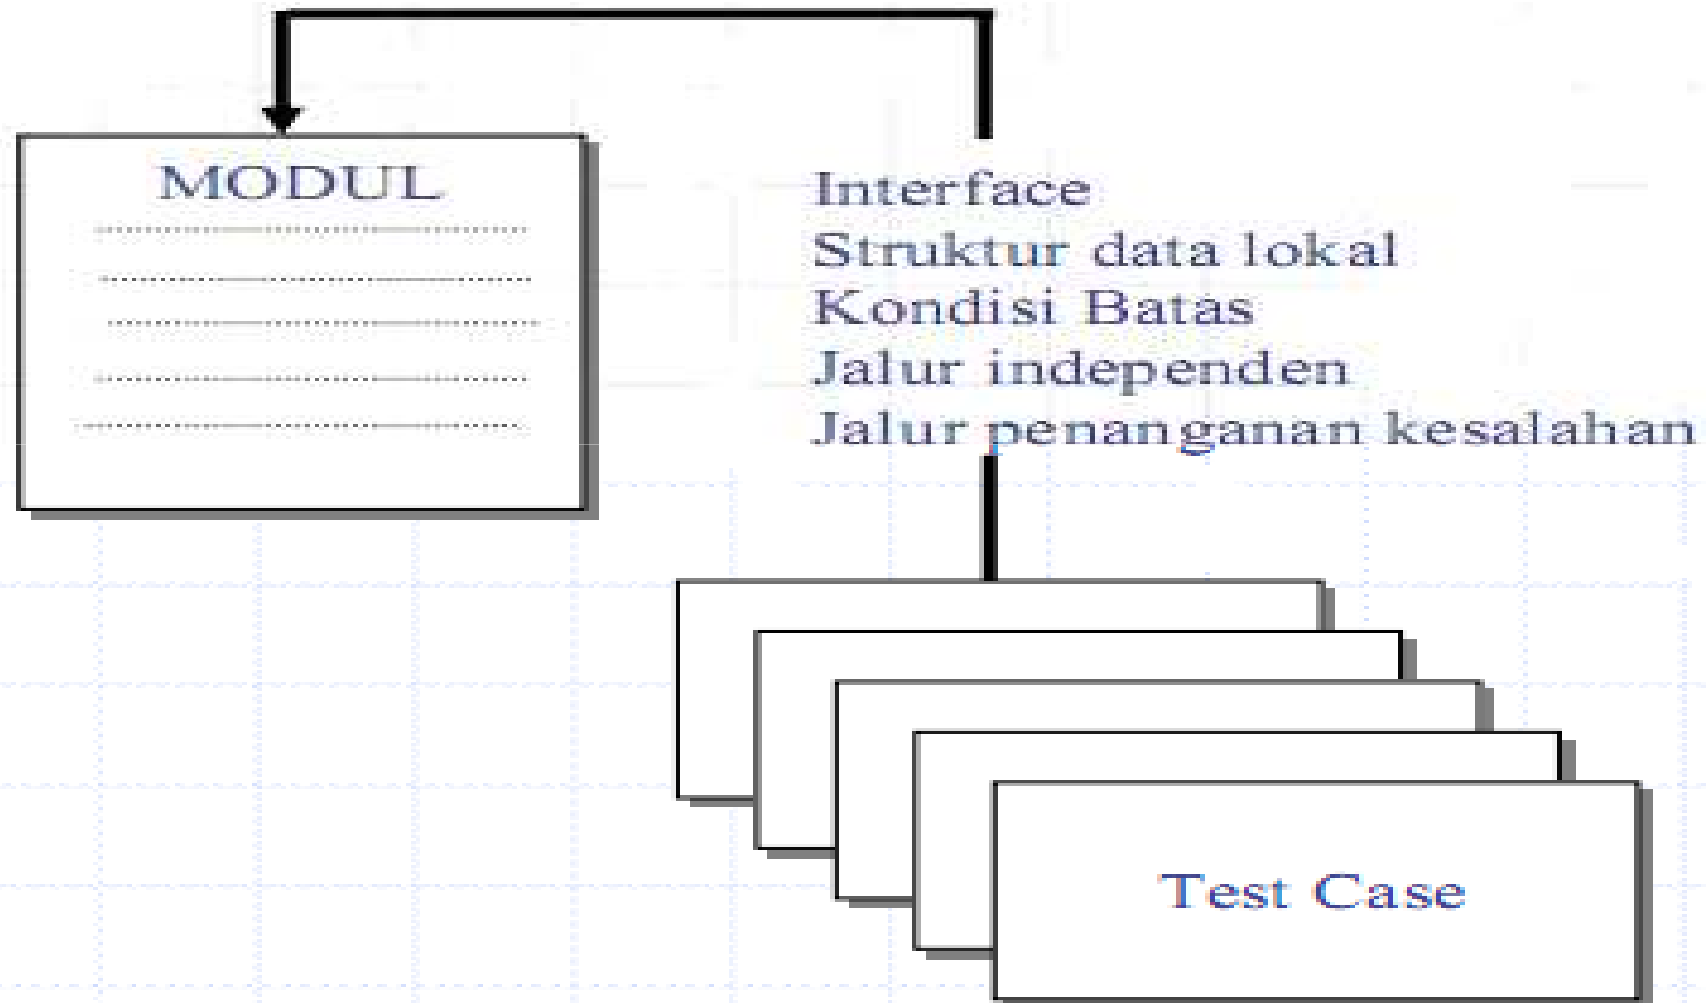 MODUL
Interface
Struktur data lokal
Kondisi Batas
Jalur independen
Jalur penanganan kesalahan
Test Case